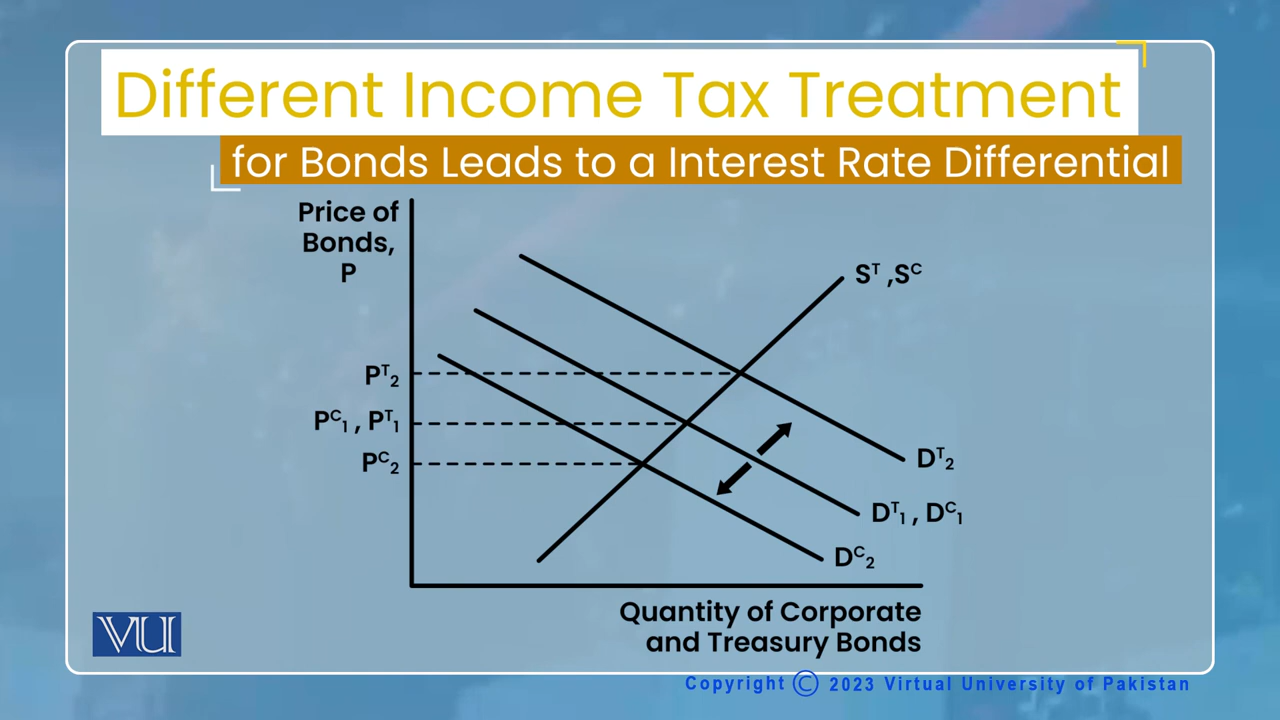 Different Income Tax Treatment
for Bonds Leads to a Interest Rate Differential
Price of
Bonds,
P
Sᵀ ,Sᶜ
Pᵀ₂
Pᶜ₁ , Pᵀ₁
Pᶜ₂
Dᵀ₂
Dᵀ₁ , Dᶜ₁
Dᶜ₂
Quantity of Corporate
and Treasury Bonds
VU
Copyright © 2023 Virtual University of Pakistan